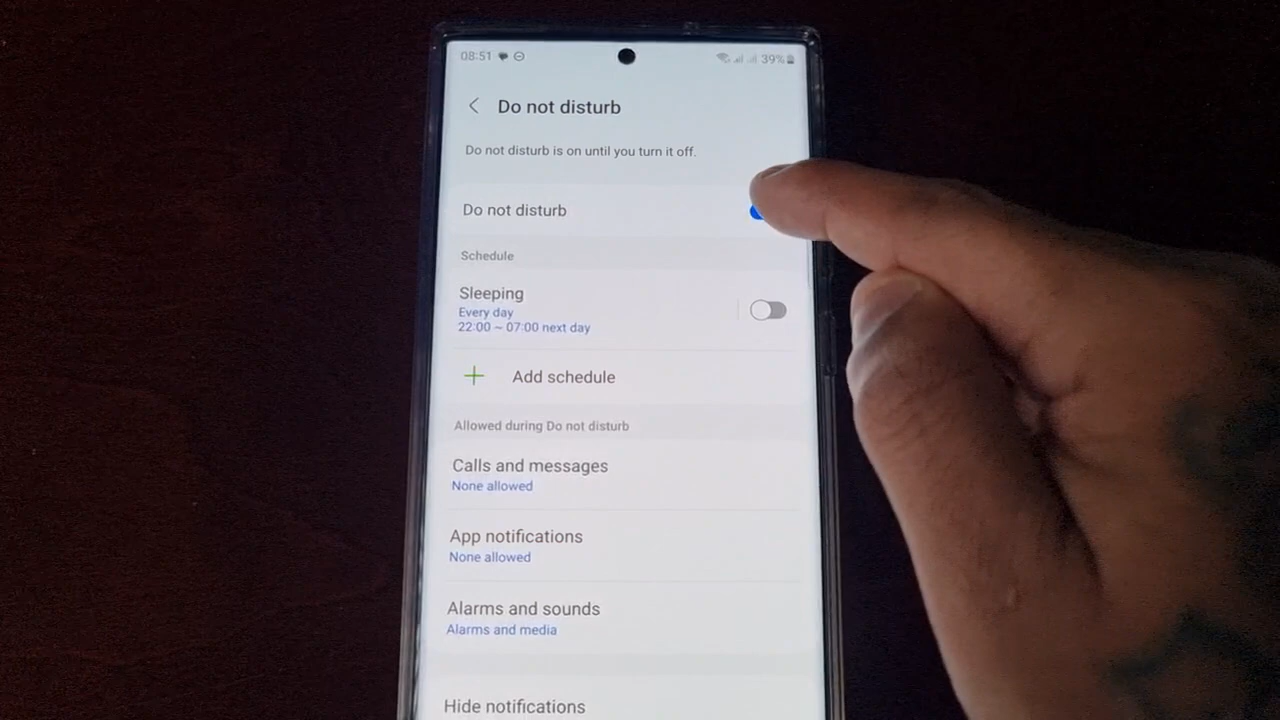 08:51 39%
Do not disturb
Do not disturb is on until you turn it off.
Do not disturb
Schedule
Sleeping
Every day
22:00 ~ 07:00 next day
Add schedule
Allowed during Do not disturb
Calls and messages
None allowed
App notifications
None allowed
Alarms and sounds
Alarms and media
Hide notifications